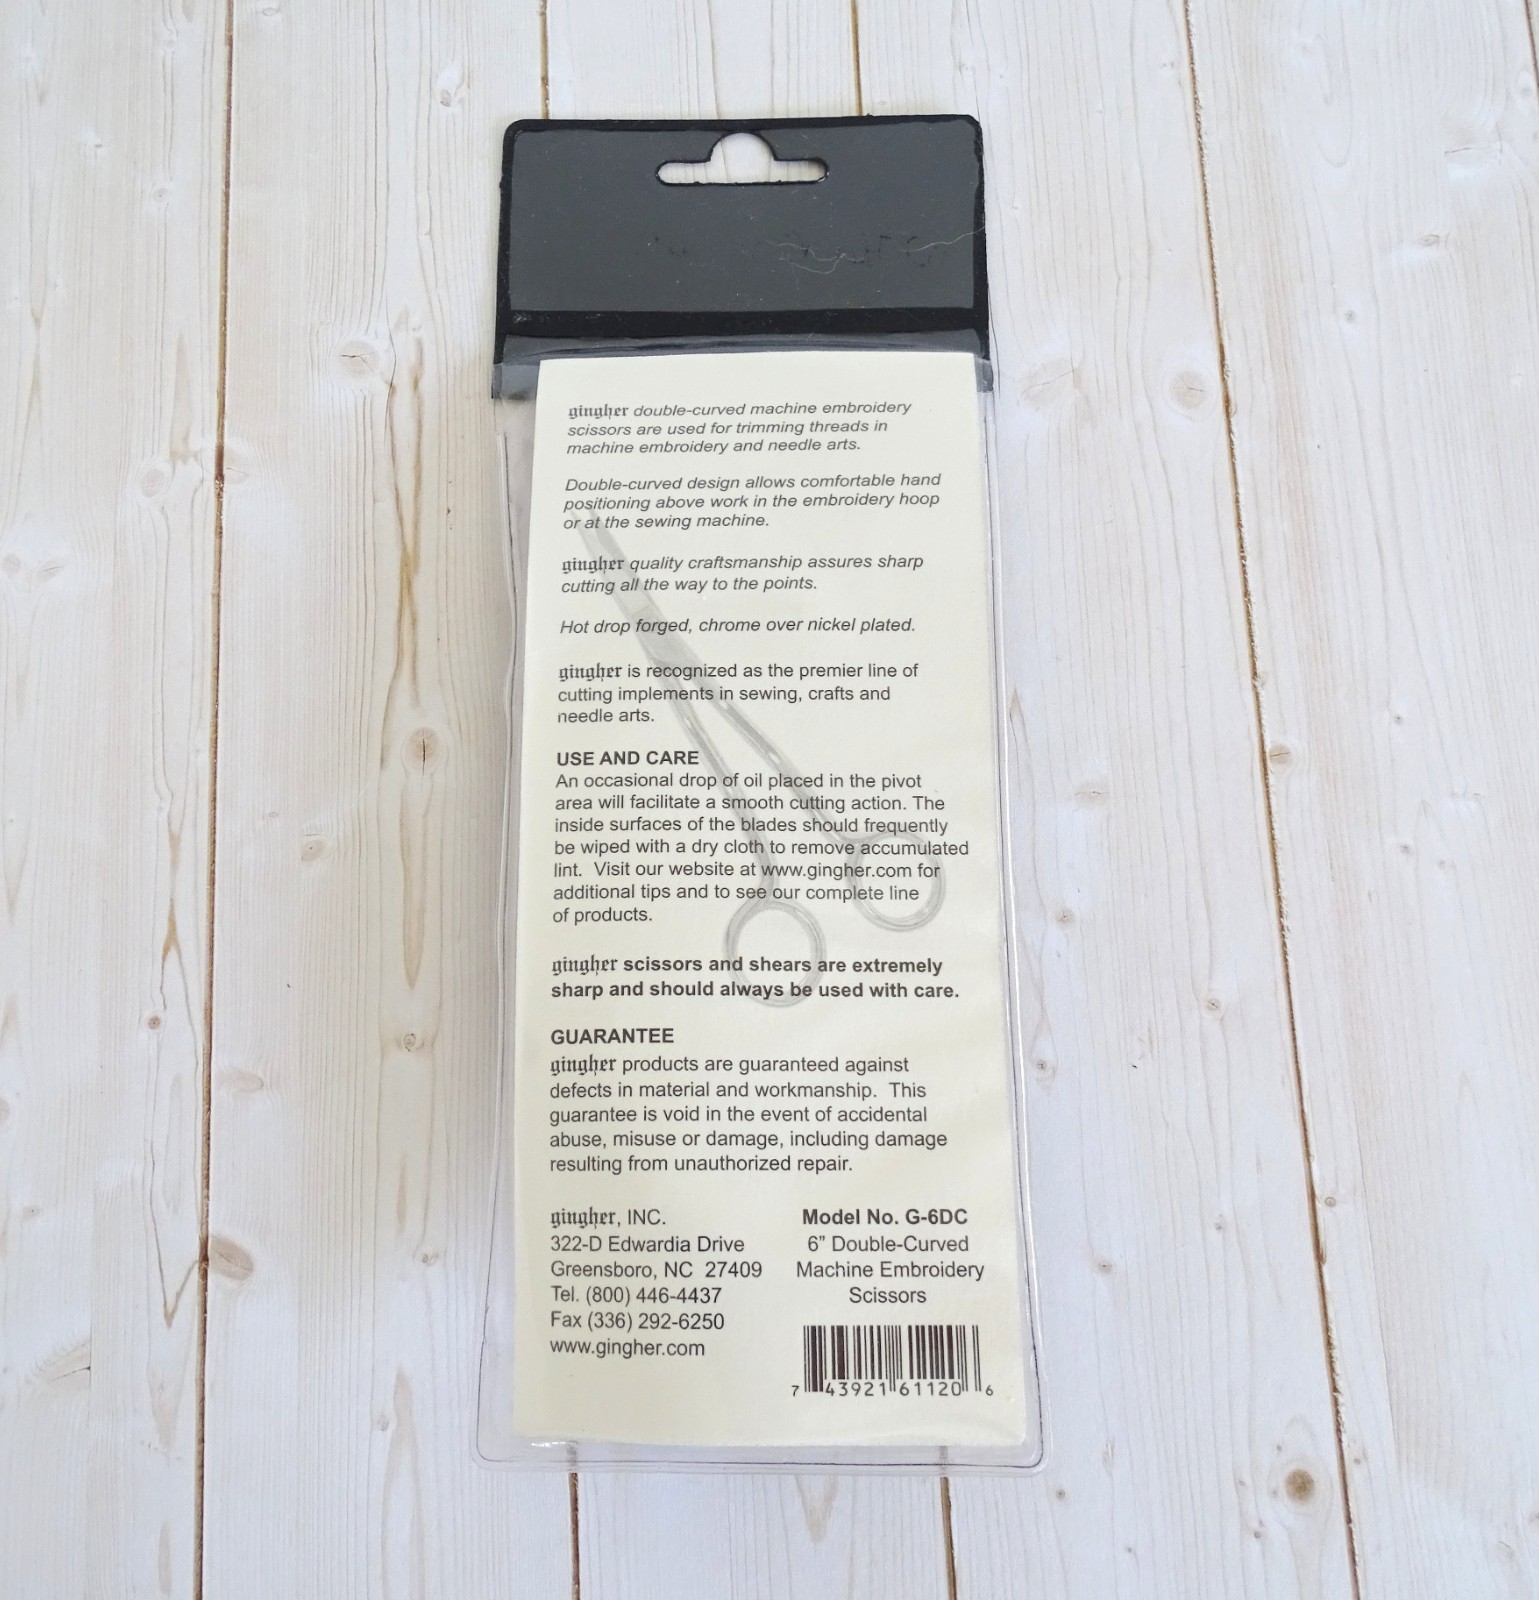 gingher double-curved machine embroidery
scissors are used for trimming threads in
machine embroidery and needle arts.
Double-curved design allows comfortable hand
positioning above work in the embroidery hoop
or at the sewing machine.
gingher quality craftsmanship assures sharp
cutting all the way to the points.
Hot drop forged, chrome over nickel plated.
gingher is recognized as the premier line of
cutting implements in sewing, crafts and
needle arts.
USE AND CARE
An occasional drop of oil placed in the pivot
area will facilitate a smooth cutting action. The
inside surfaces of the blades should frequently
be wiped with a dry cloth to remove accumulated
lint. Visit our website at www.gingher.com for
additional tips and to see our complete line
of products.
gingher scissors and shears are extremely
sharp and should always be used with care.
GUARANTEE
gingher products are guaranteed against
defects in material and workmanship. This
guarantee is void in the event of accidental
abuse, misuse or damage, including damage
resulting from unauthorized repair.
gingher, INC.
322-D Edwardia Drive
Greensboro, NC 27409
Tel. (800) 446-4437
Fax (336) 292-6250
www.gingher.com
Model No. G-6DC
6" Double-Curved
Machine Embroidery
Scissors
7 43921 61120 6